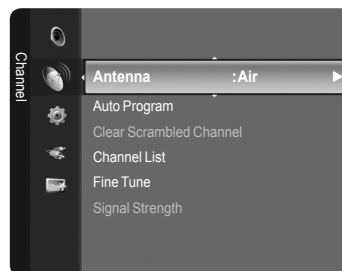 Channel
Antenna :Air
Auto Program
Clear Scrambled Channel
Channel List
Fine Tune
Signal Strength